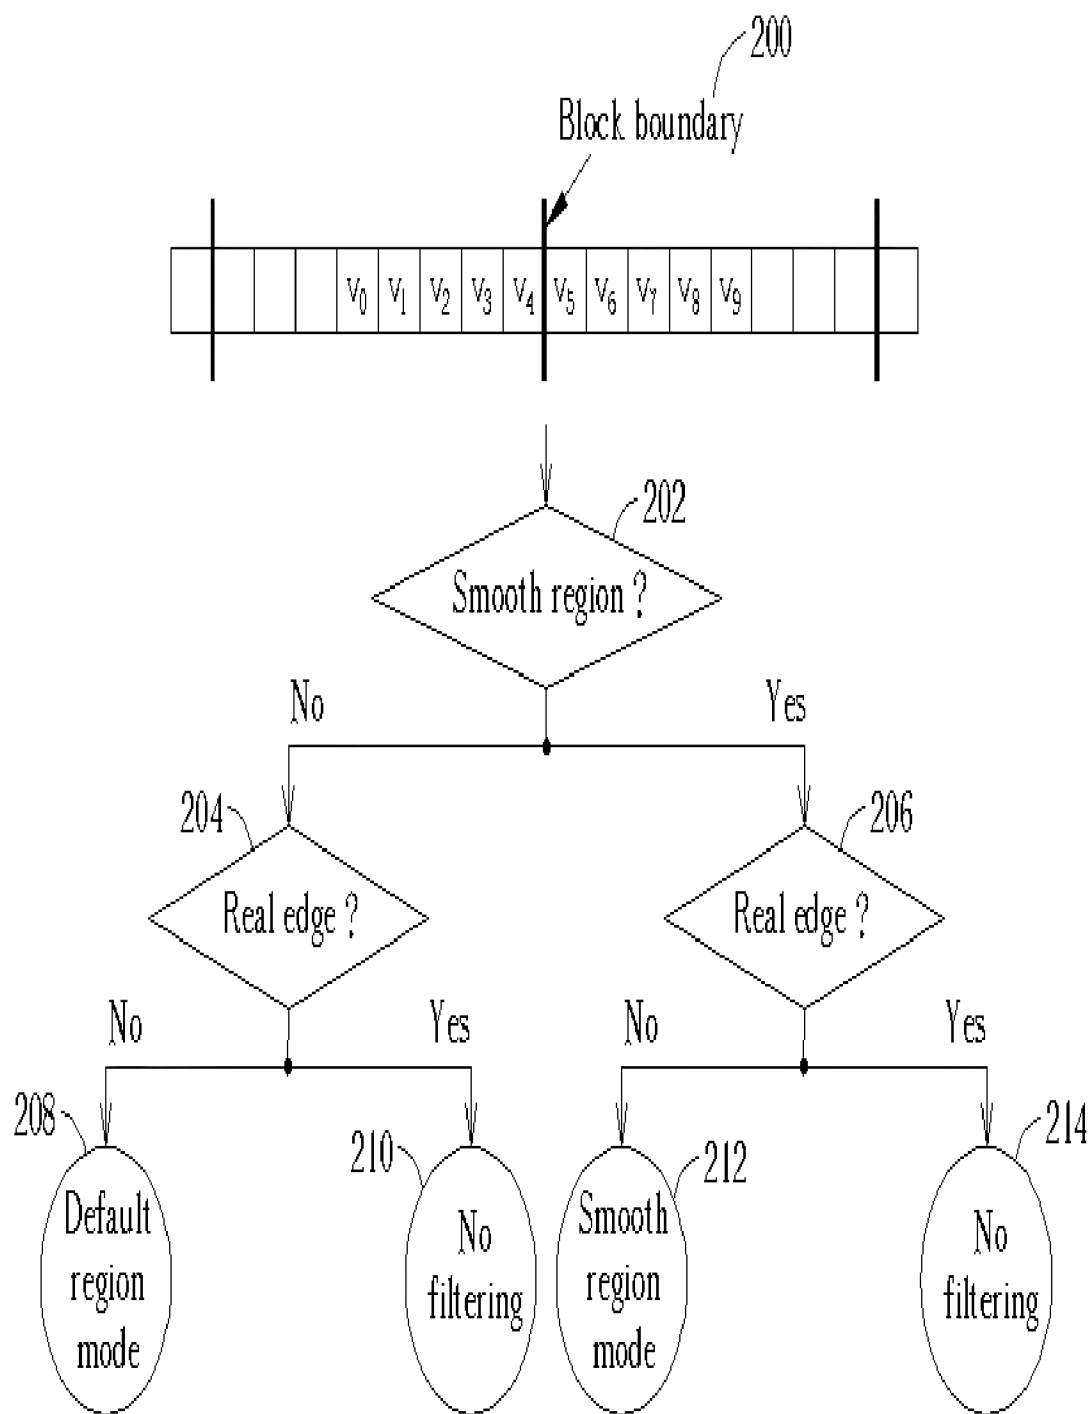 200
Block boundary
V0 V1 V2 V3 V4 V5 V6 V7 V8 V9
202
Smooth region ?
No Yes
204 206
Real edge ? Real edge ?
No Yes No Yes
208 210 212 214
Default region mode
No filtering
Smooth region mode
No filtering